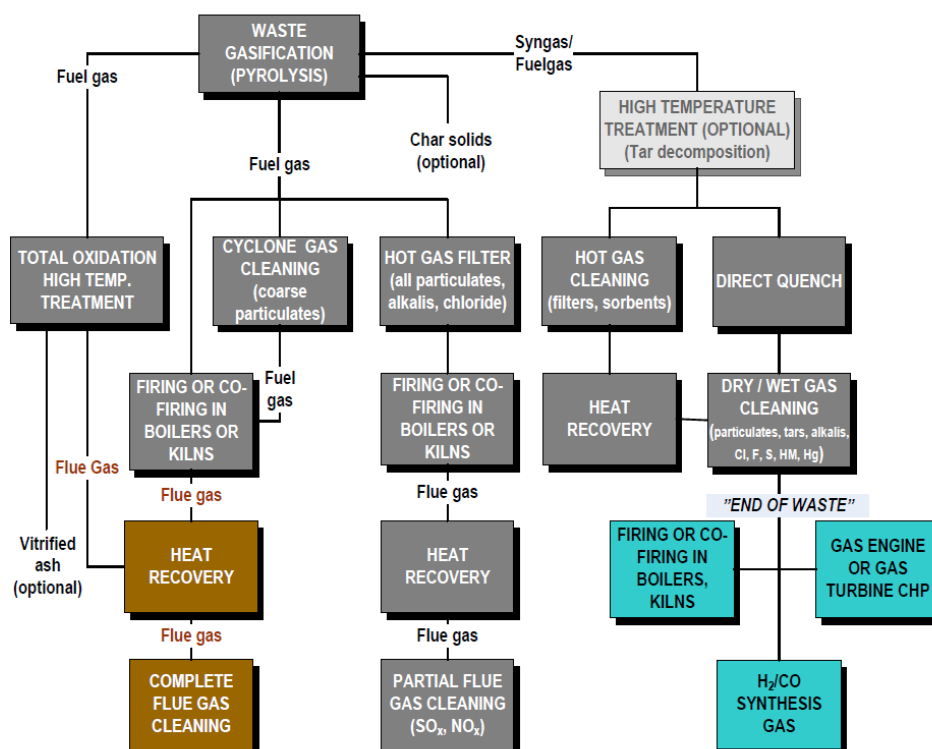 WASTE
GASIFICATION
(PYROLYSIS)
Syngas/
Fuelgas
Fuel gas
HIGH TEMPERATURE
TREATMENT (OPTIONAL)
(Tar decomposition)
Char solids
(optional)
Fuel gas
TOTAL OXIDATION
HIGH TEMP.
TREATMENT
CYCLONE GAS
CLEANING
(coarse
particulates)
HOT GAS FILTER
(all particulates,
alkalis, chloride)
HOT GAS
CLEANING
(filters, sorbents)
DIRECT QUENCH
Fuel
gas
FIRING OR CO-
FIRING IN
BOILERS OR
KILNS
FIRING OR CO-
FIRING IN
BOILERS OR
KILNS
HEAT
RECOVERY
DRY / WET GAS
CLEANING
(particulates, tars, alkalis,
Cl, F, S, HM, Hg)
Flue Gas
Flue gas
Flue gas
"END OF WASTE"
Vitrified
ash
(optional)
HEAT
RECOVERY
HEAT
RECOVERY
FIRING OR CO-
FIRING IN
BOILERS,
KILNS
GAS ENGINE
OR GAS
TURBINE CHP
Flue gas
Flue gas
COMPLETE
FLUE GAS
CLEANING
PARTIAL FLUE
GAS CLEANING
(SOx, NOx)
H2/CO
SYNTHESIS
GAS